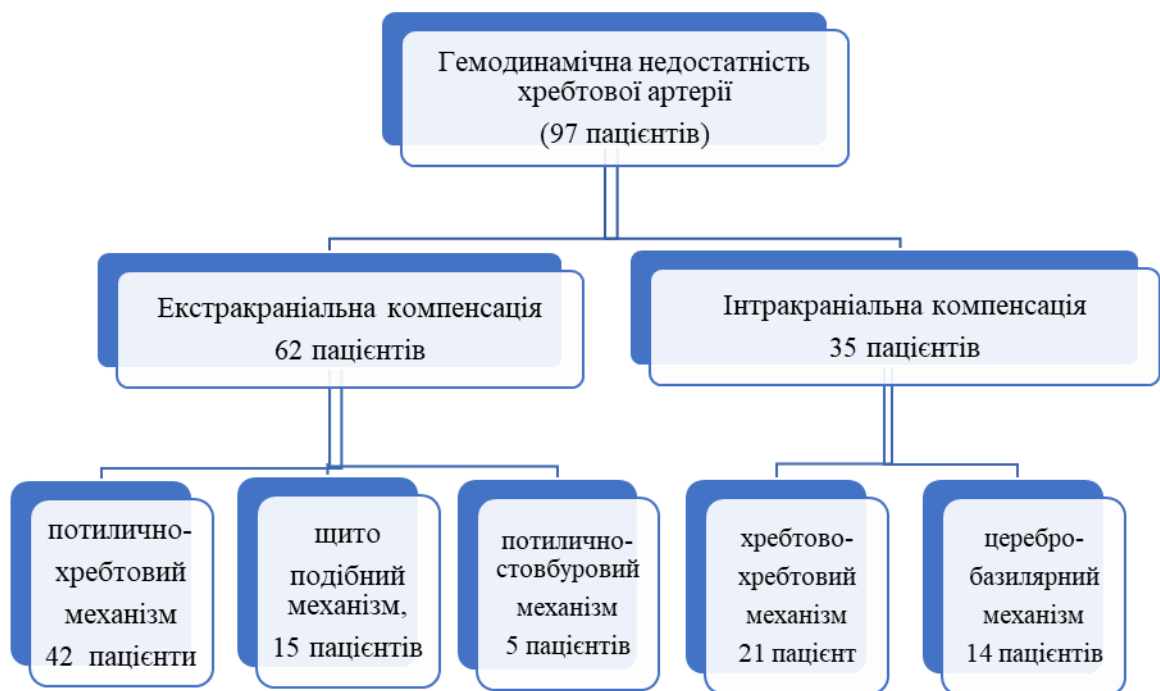 Гемодинамічна недостатність
хребтової артерії
(97 пацієнтів)
Екстракраніальна компенсація
62 пацієнтів
Інтракраніальна компенсація
35 пацієнтів
потилично-
хребтовий
механізм
42 пацієнти
щито
подібний
механізм,
15 пацієнтів
потилично-
стовбуровий
механізм
5 пацієнтів
хребтово-
хребтовий
механізм
21 пацієнт
церебро-
базилярний
механізм
14 пацієнтів